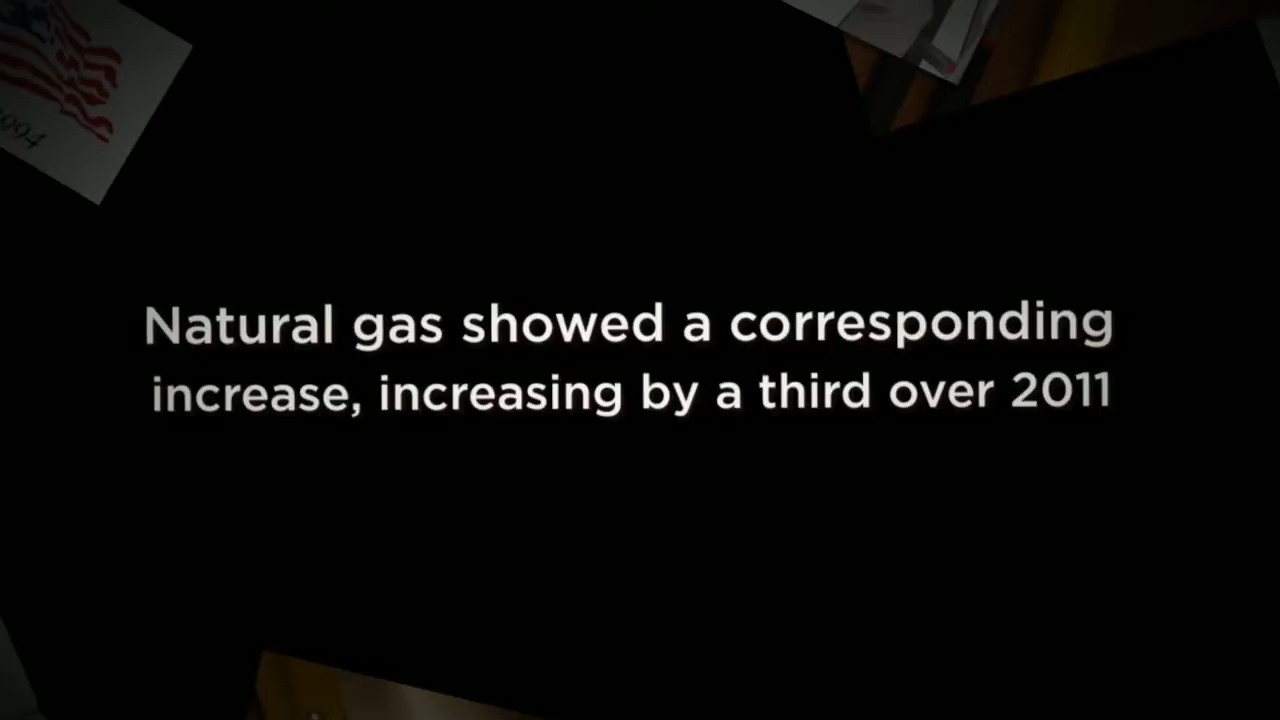 Natural gas showed a corresponding
increase, increasing by a third over 2011